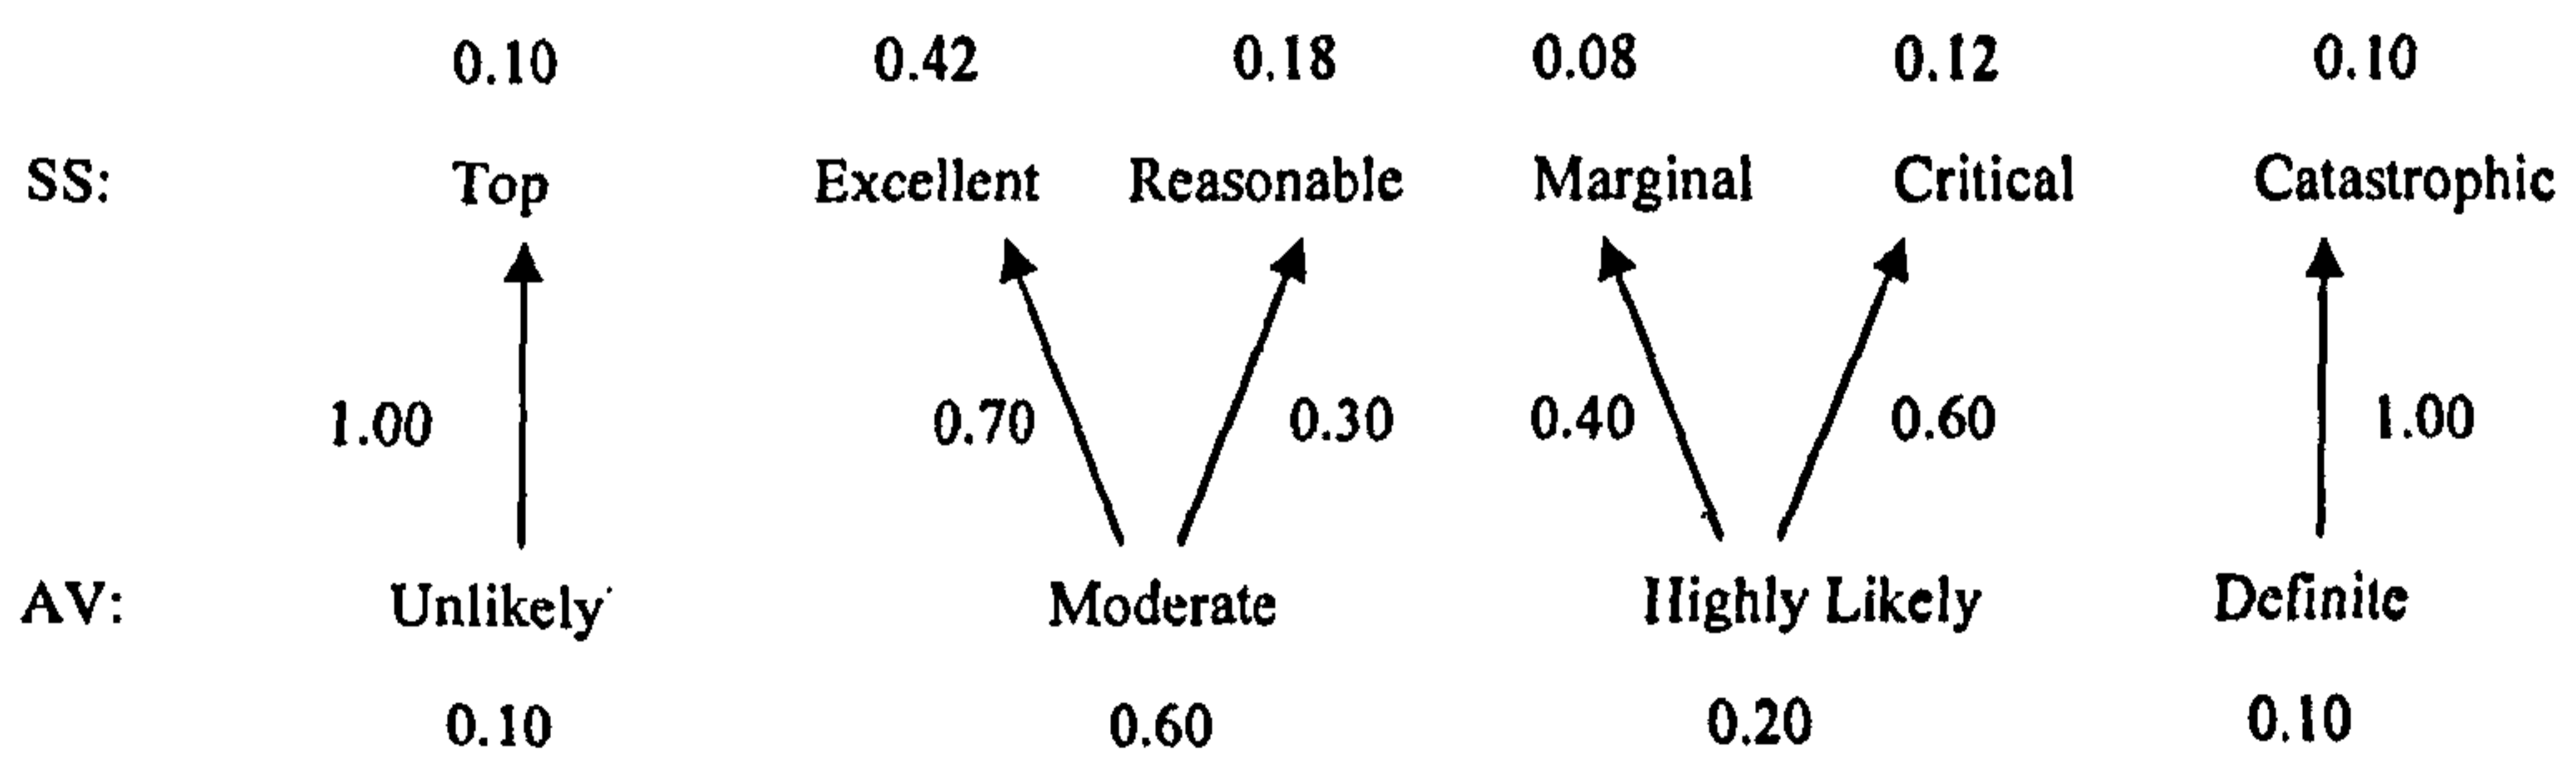 0.10 0.42 0.18 0.08 0.12 0.10
SS: Top Excellent Reasonable Marginal Critical Catastrophic
1.00 0.70 0.30 0.40 0.60 1.00
AV: Unlikely Moderate Highly Likely Definite
0.10 0.60 0.20 0.10